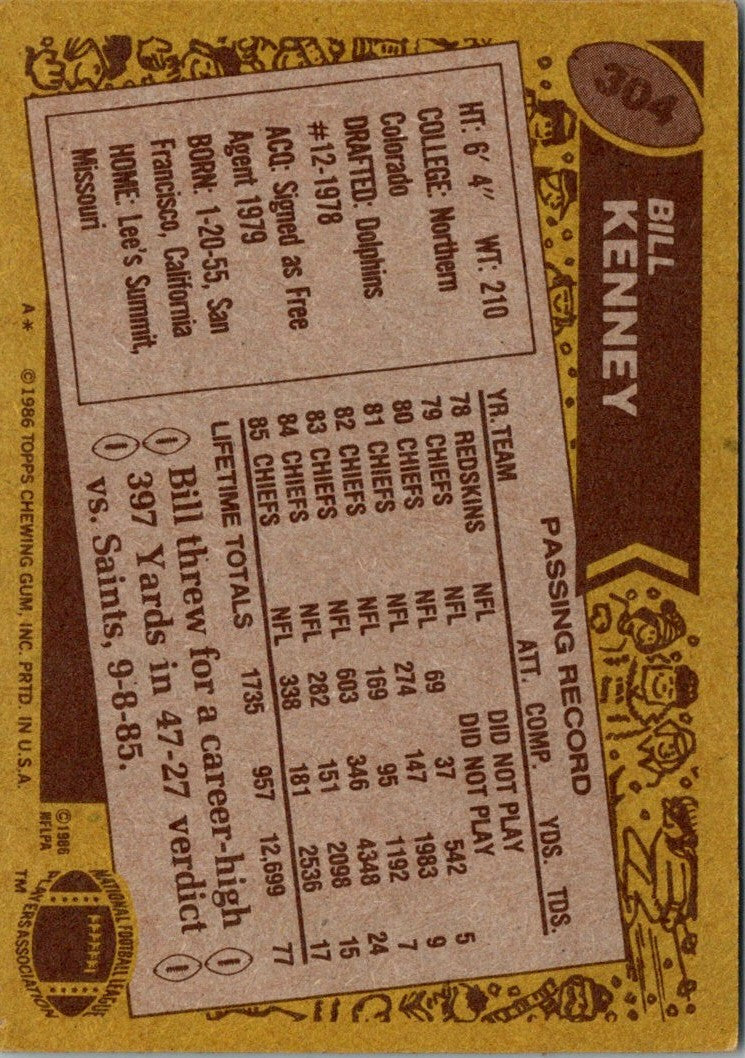 304
BILL
KENNEY
HT: 6' 4" WT: 210
COLLEGE: Northern
Colorado
DRAFTED: Dolphins
#12-1978
ACQ: Signed as Free
Agent 1979
BORN: 1-20-55, San
Francisco, California
HOME: Lee's Summit,
Missouri
PASSING RECORD
YR. TEAM ATT. COMP. YDS. TDS.
78 REDSKINS NFL DID NOT PLAY
79 CHIEFS NFL DID NOT PLAY
80 CHIEFS NFL 69 37 542 5
81 CHIEFS NFL 274 147 1983 9
82 CHIEFS NFL 169 95 1192 7
83 CHIEFS NFL 603 346 4348 24
84 CHIEFS NFL 282 151 2098 15
85 CHIEFS NFL 338 181 2536 17
LIFETIME TOTALS 1735 957 12,699 77
Bill threw for a career-high
397 Yards in 47-27 verdict
vs. Saints, 9-8-85.
A* © 1986 TOPPS CHEWING GUM, INC. PRTD. IN U.S.A.
© 1986
NFLPA
NATIONAL FOOTBALL LEAGUE
PLAYERS ASSOCIATION
TM